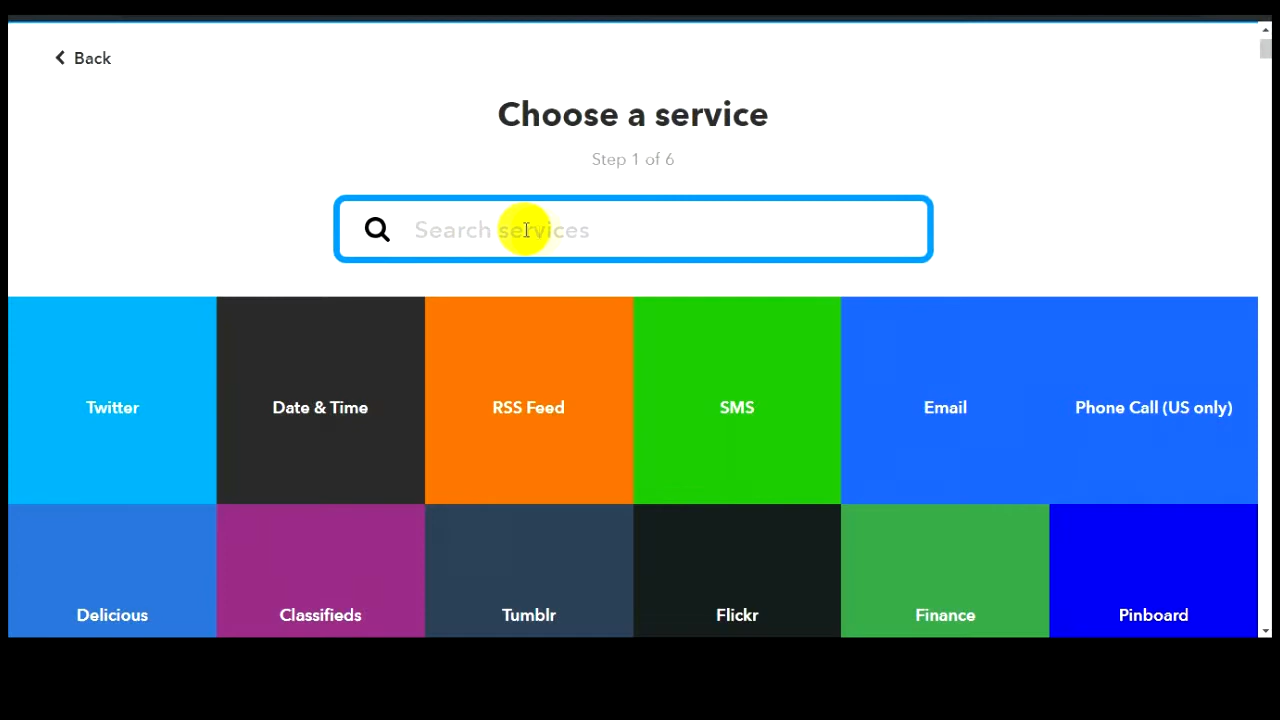 Back
Choose a service
Step 1 of 6
Search services
Twitter
Date & Time
RSS Feed
SMS
Email
Phone Call (US only)
Delicious
Classifieds
Tumblr
Flickr
Finance
Pinboard